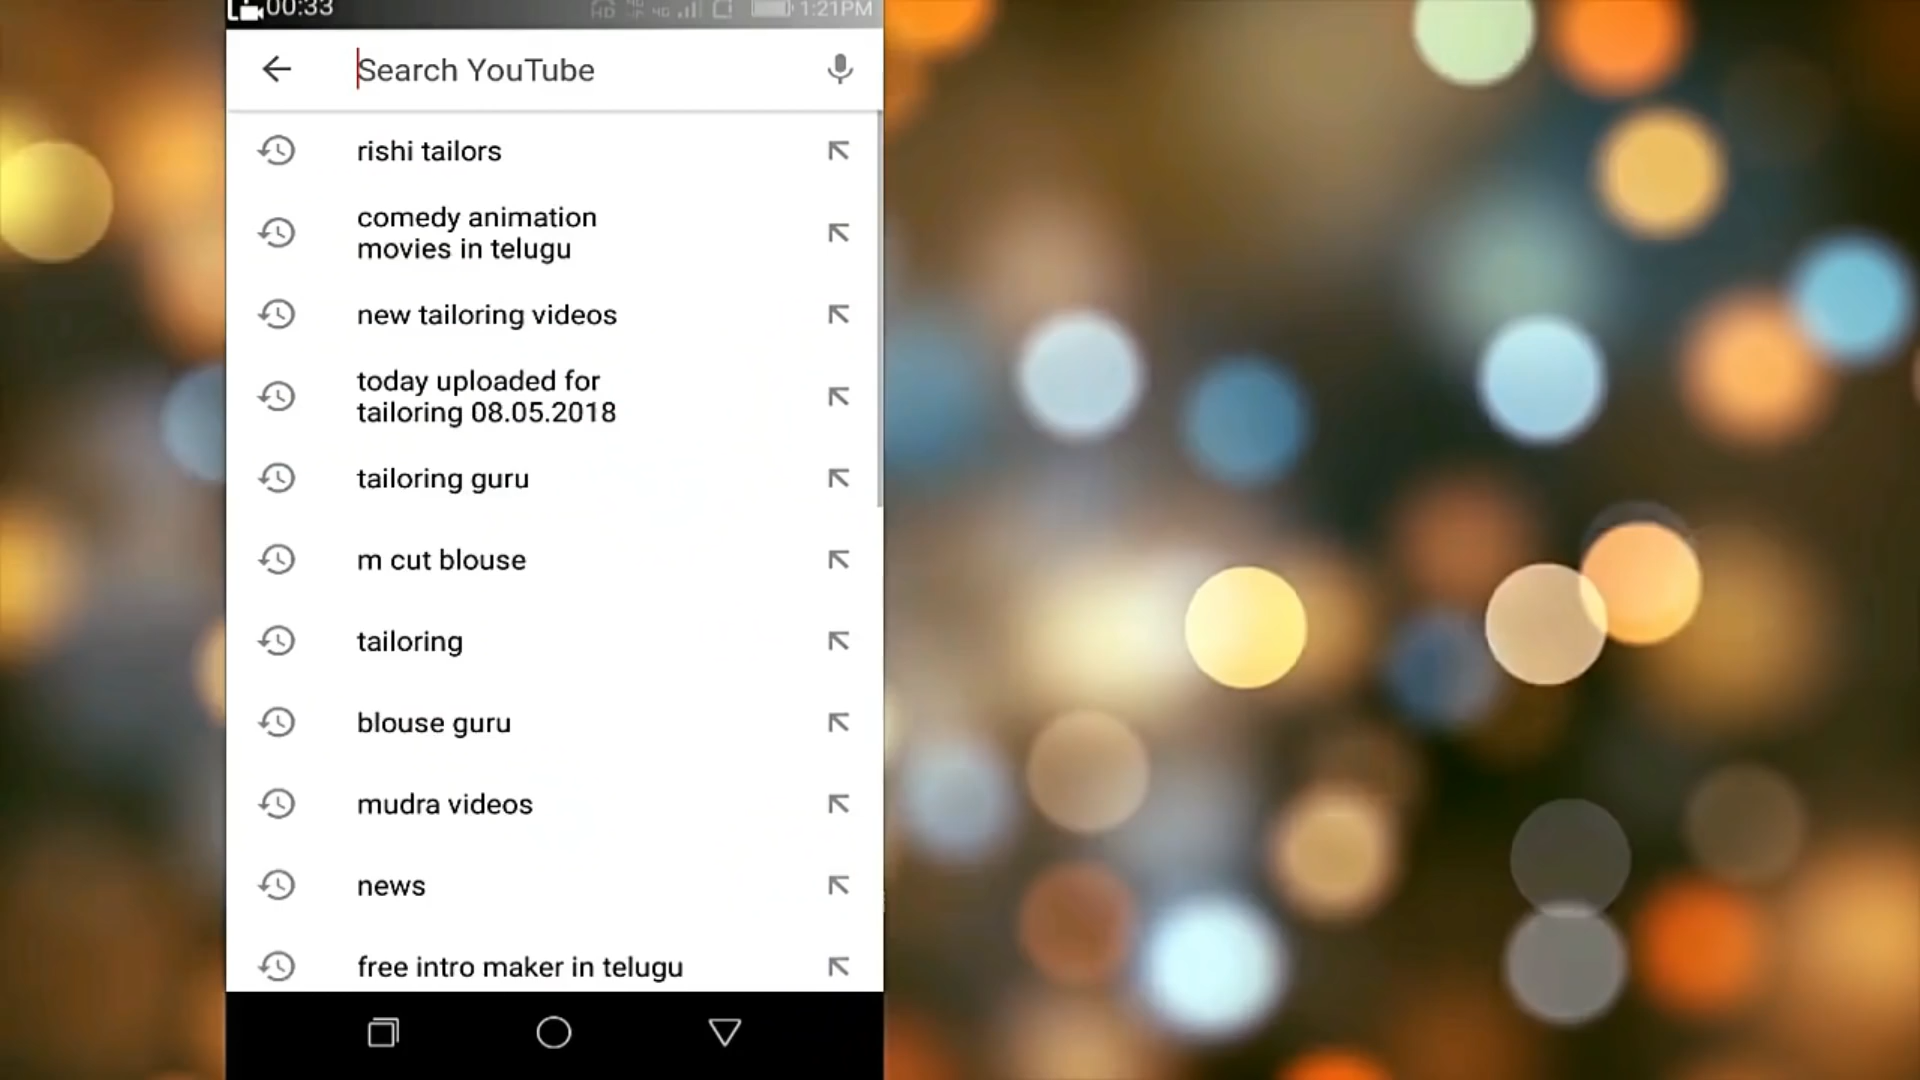 00:33
HD 4G 1:21PM
Search YouTube
rishi tailors
comedy animation
movies in telugu
new tailoring videos
today uploaded for
tailoring 08.05.2018
tailoring guru
m cut blouse
tailoring
blouse guru
mudra videos
news
free intro maker in telugu